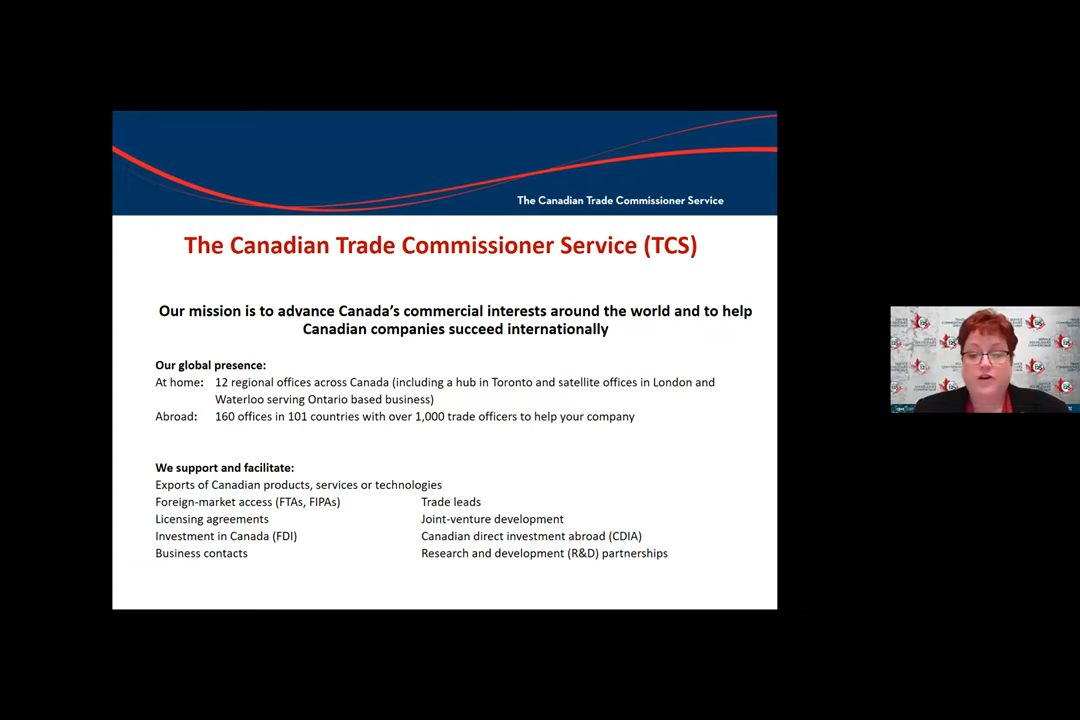 The Canadian Trade Commissioner Service
The Canadian Trade Commissioner Service (TCS)
Our mission is to advance Canada's commercial interests around the world and to help
Canadian companies succeed internationally
Our global presence:
At home: 12 regional offices across Canada (including a hub in Toronto and satellite offices in London and
Waterloo serving Ontario based business)
Abroad: 160 offices in 101 countries with over 1,000 trade officers to help your company
We support and facilitate:
Exports of Canadian products, services or technologies
Foreign-market access (FTAs, FIPAs) Trade leads
Licensing agreements Joint-venture development
Investment in Canada (FDI) Canadian direct investment abroad (CDIA)
Business contacts Research and development (R&D) partnerships